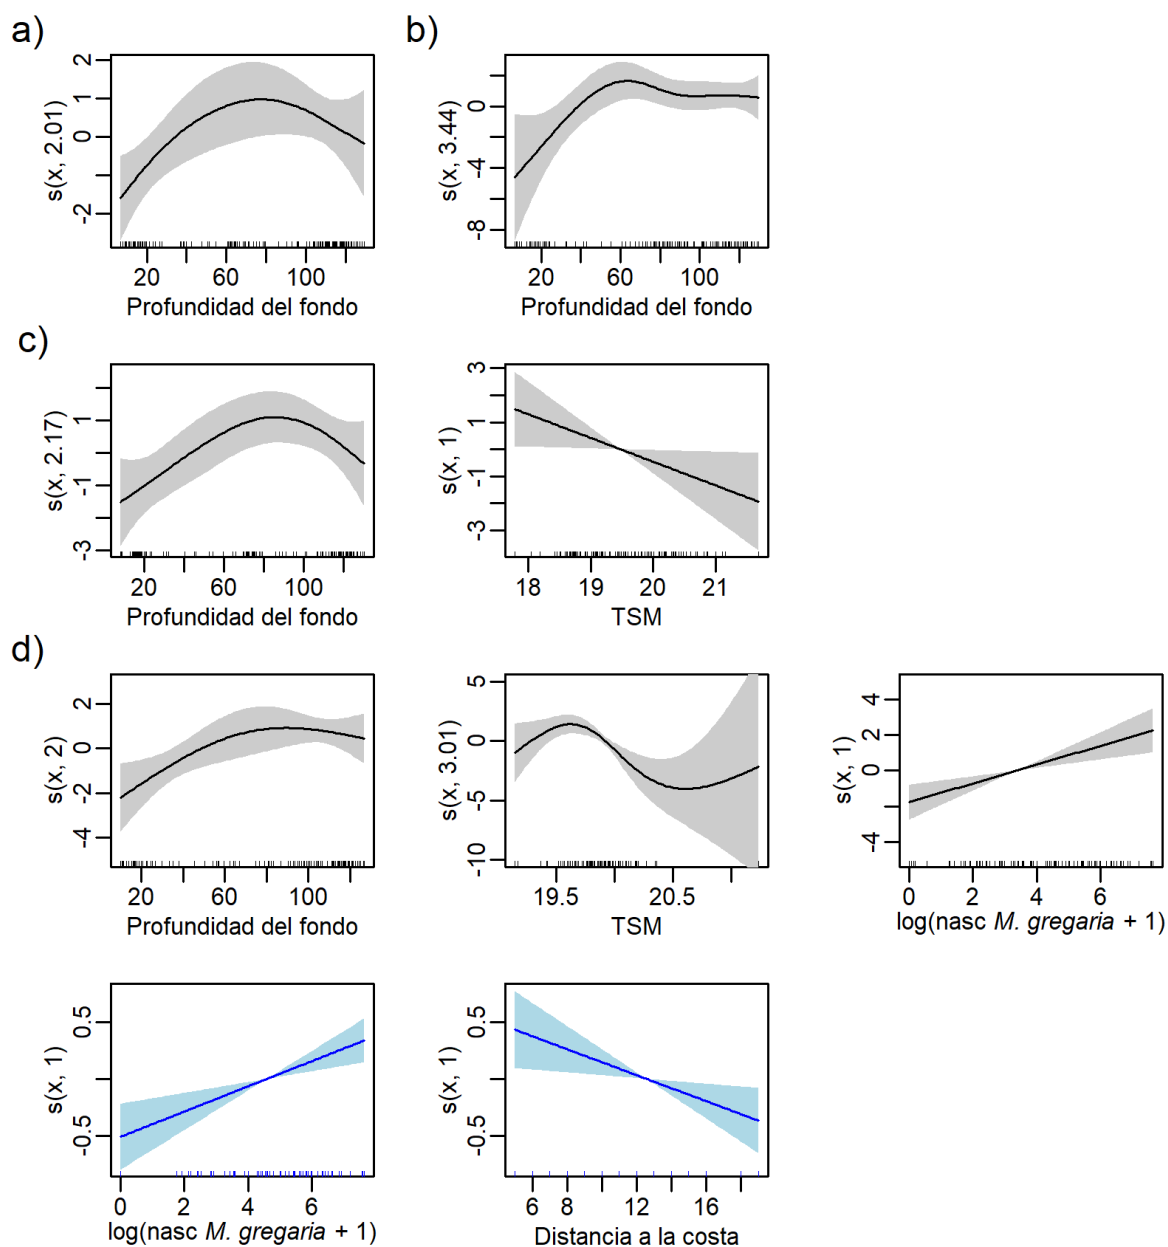 a)
b)
s(x, 2.01)
2
1
0
-2
20
60
100
Profundidad del fondo
s(x, 3.44)
0
-4
-8
20
60
100
Profundidad del fondo
c)
s(x, 2.17)
1
-1
-3
20
60
100
Profundidad del fondo
s(x, 1)
3
1
-1
-3
18
19
20
21
TSM
d)
s(x, 2)
2
0
-2
-4
20
60
100
Profundidad del fondo
s(x, 3.01)
5
0
-5
-10
19.5
20.5
TSM
s(x, 1)
4
2
0
-4
0
2
4
6
log(nasc M. gregaria + 1)
s(x, 1)
0.5
-0.5
0
2
4
6
log(nasc M. gregaria + 1)
s(x, 1)
0.5
-0.5
6
8
12
16
Distancia a la costa